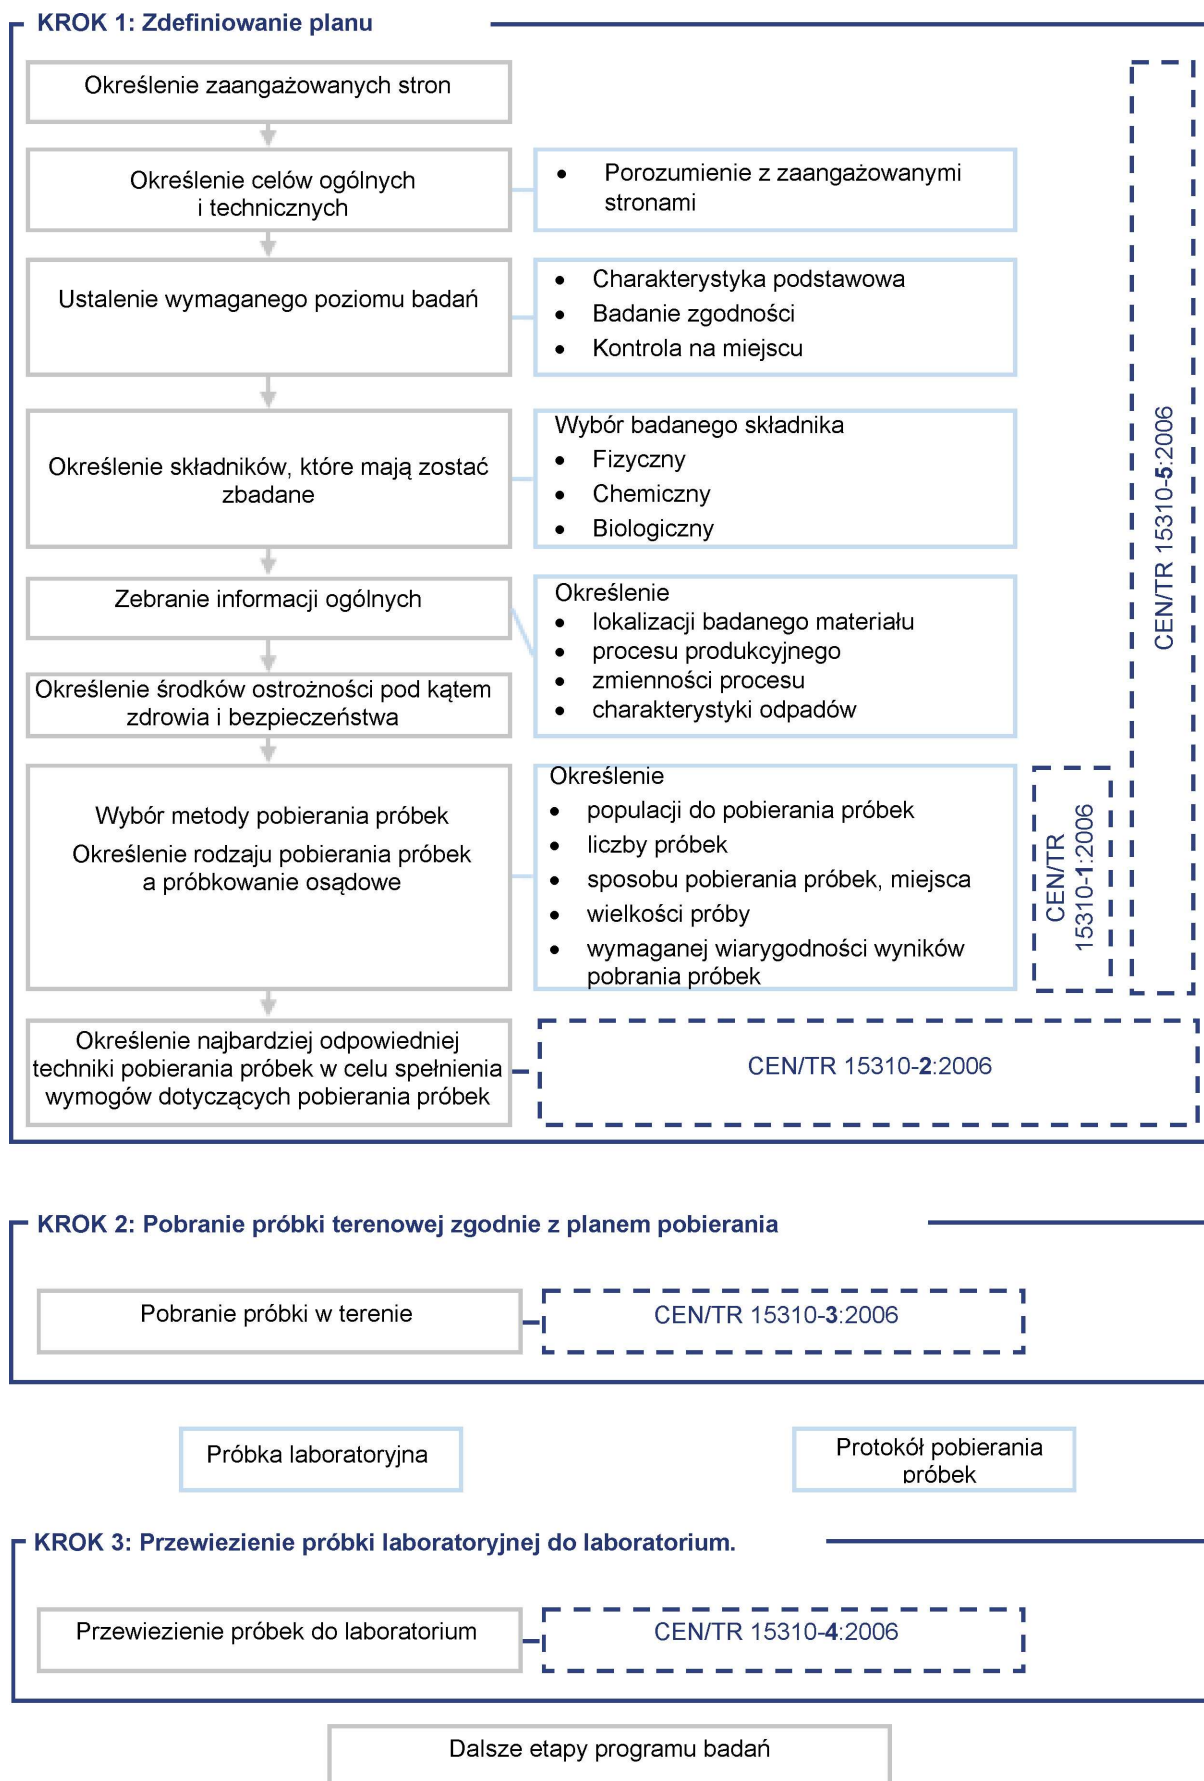 KROK 1: Zdefiniowanie planu
Określenie zaangażowanych stron
Określenie celów ogólnych
i technicznych
• Porozumienie z zaangażowanymi
stronami
Ustalenie wymaganego poziomu badań
• Charakterystyka podstawowa
• Badanie zgodności
• Kontrola na miejscu
Określenie składników, które mają zostać
zbadane
Wybór badanego składnika
• Fizyczny
• Chemiczny
• Biologiczny
Zebranie informacji ogólnych
Określenie
• lokalizacji badanego materiału
• procesu produkcyjnego
• zmienności procesu
• charakterystyki odpadów
Określenie środków ostrożności pod kątem
zdrowia i bezpieczeństwa
Wybór metody pobierania próbek
Określenie rodzaju pobierania próbek
a próbkowanie osądowe
Określenie
• populacji do pobierania próbek
• liczby próbek
• sposobu pobierania próbek, miejsca
• wielkości próby
• wymaganej wiarygodności wyników
pobrania próbek
CEN/TR
15310-1:2006
CEN/TR 15310-5:2006
Określenie najbardziej odpowiedniej
techniki pobierania próbek w celu spełnienia
wymogów dotyczących pobierania próbek
CEN/TR 15310-2:2006
KROK 2: Pobranie próbki terenowej zgodnie z planem pobierania
Pobranie próbki w terenie
CEN/TR 15310-3:2006
Próbka laboratoryjna
Protokół pobierania
próbek
KROK 3: Przewiezienie próbki laboratoryjnej do laboratorium.
Przewiezienie próbek do laboratorium
CEN/TR 15310-4:2006
Dalsze etapy programu badań